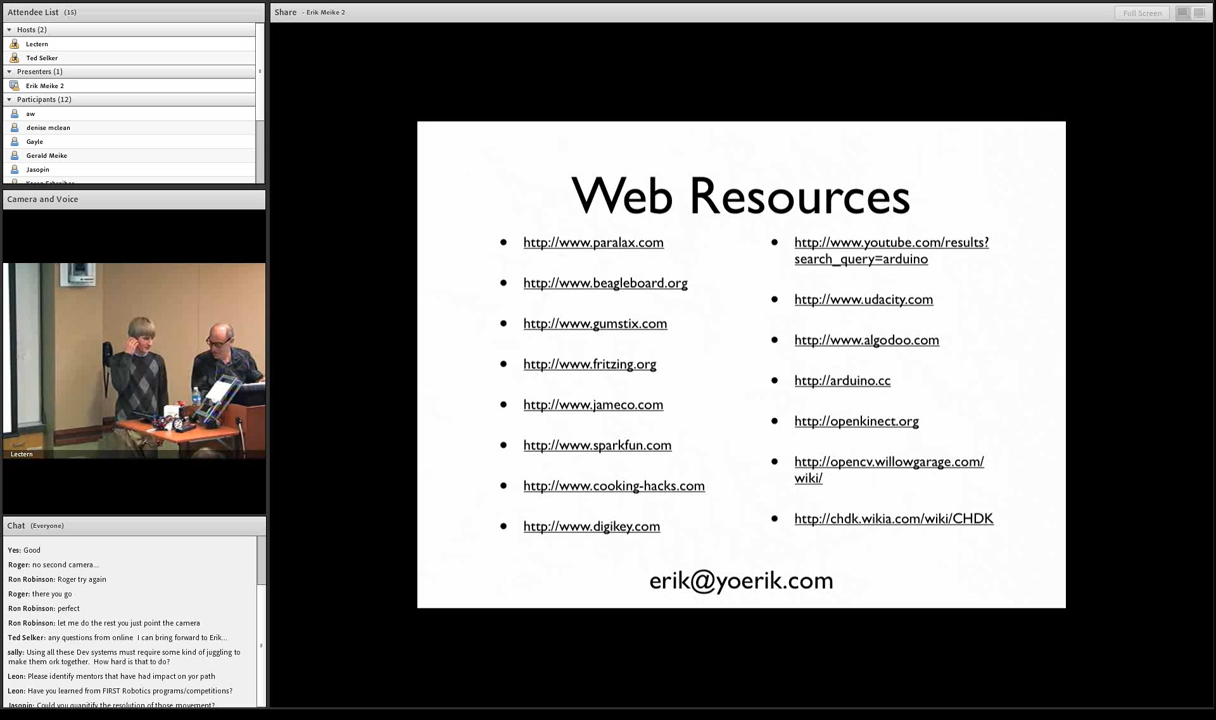 Attendee List (15)
Hosts (2)
Lectern
Ted Selker
Presenters (1)
Erik Meike 2
Participants (12)
aw
denise mclean
Gayle
Gerald Meike
Jasopin
Camera and Voice
Lectern
Chat (Everyone)
Yes: Good
Roger: no second camera...
Ron Robinson: Roger try again
Roger: there you go
Ron Robinson: perfect
Ron Robinson: let me do the rest you just point the camera
Ted Selker: any questions from online I can bring forward to Erik...
sally: Using all these Dev systems must require some kind of juggling to
make them ork together. How hard is that to do?
Leon: Please identify mentors that have had impact on yor path
Leon: Have you learned from FIRST Robotics programs/competitions?
Jasopin: Could you quanitify the resolution of those movement?
Share - Erik Meike 2
Full Screen
Web Resources
http://www.paralax.com
http://www.beagleboard.org
http://www.gumstix.com
http://www.fritzing.org
http://www.jameco.com
http://www.sparkfun.com
http://www.cooking-hacks.com
http://www.digikey.com
http://www.youtube.com/results?
search_query=arduino
http://www.udacity.com
http://www.algodoo.com
http://arduino.cc
http://openkinect.org
http://opencv.willowgarage.com/
wiki/
http://chdk.wikia.com/wiki/CHDK
erik@yoerik.com